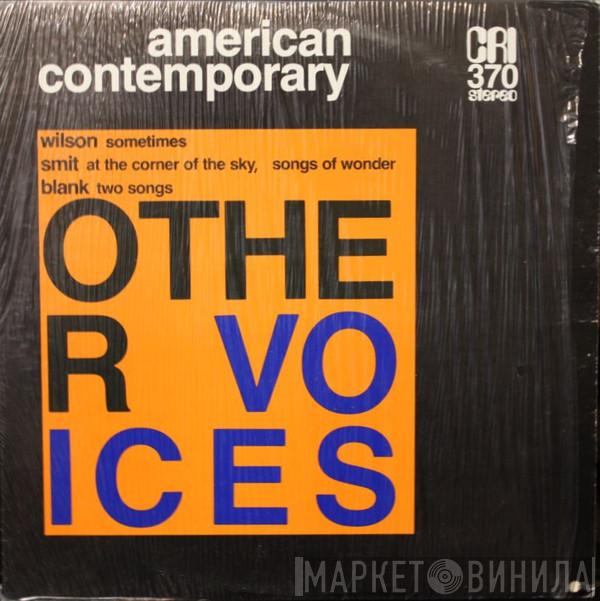 american
contemporary
CRI
370
stereo
wilson sometimes
smit at the corner of the sky, songs of wonder
blank two songs
OTHE
R VO
ICES
МАРКЕТ ВИНИЛА